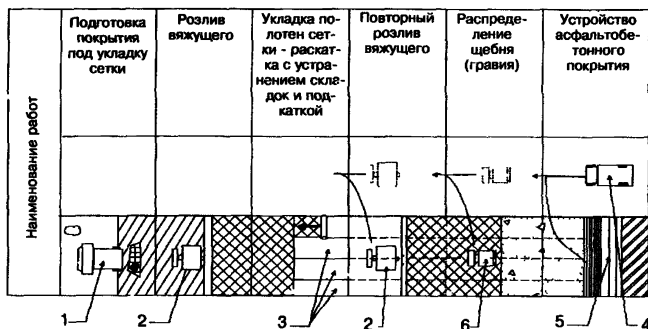 Наименование работ
Подготовка
покрытия
под укладку
сетки
Розлив
вяжущего
Укладка по-
лотен сет-
ки - раскат-
ка с устра-
нением скла-
док и под-
каткой
Повторный
розлив
вяжущего
Распреде-
ление
щебня
(гравия)
Устройство
асфальтобе-
тонного
покрытия
1
2
3
2
6
5
4